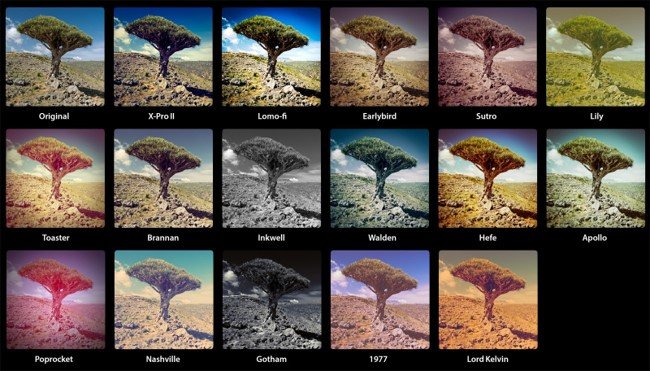 Original
X-Pro II
Lomo-fi
Earlybird
Sutro
Lily
Toaster
Brannan
Inkwell
Walden
Hefe
Apollo
Poprocket
Nashville
Gotham
1977
Lord Kelvin